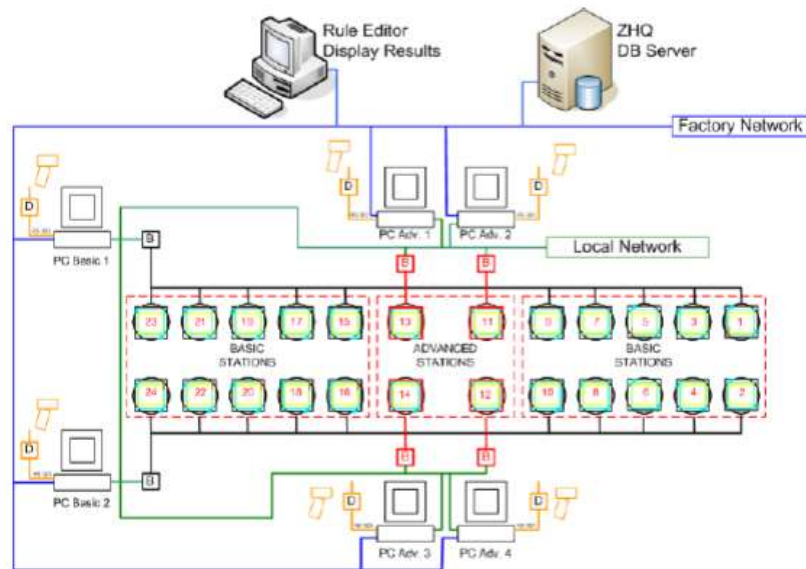 Rule Editor
Display Results
ZHQ
DB Server
Factory Network
D
PC Basic 1
B
D
PC Adv. 1
PC Adv. 2
D
Local Network
B
B
23 21 19 17 15 13 11 9 7 5 3 1
BASIC
STATIONS
ADVANCED
STATIONS
BASIC
STATIONS
24 22 20 18 16 14 12 10 8 6 4 2
D
PC Basic 2
B
B
B
D
PC Adv. 3
PC Adv. 4
D